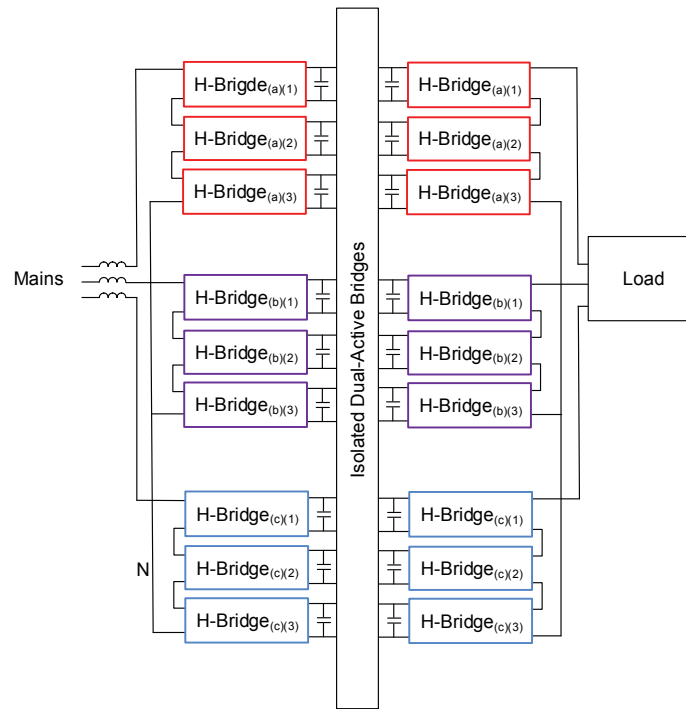 H-Brigde(a)(1)
H-Bridge(a)(1)
H-Bridge(a)(2)
H-Bridge(a)(2)
H-Bridge(a)(3)
H-Bridge(a)(3)
Mains
Isolated Dual-Active Bridges
Load
H-Bridge(b)(1)
H-Bridge(b)(1)
H-Bridge(b)(2)
H-Bridge(b)(2)
H-Bridge(b)(3)
H-Bridge(b)(3)
H-Bridge(c)(1)
H-Bridge(c)(1)
N
H-Bridge(c)(2)
H-Bridge(c)(2)
H-Bridge(c)(3)
H-Bridge(c)(3)